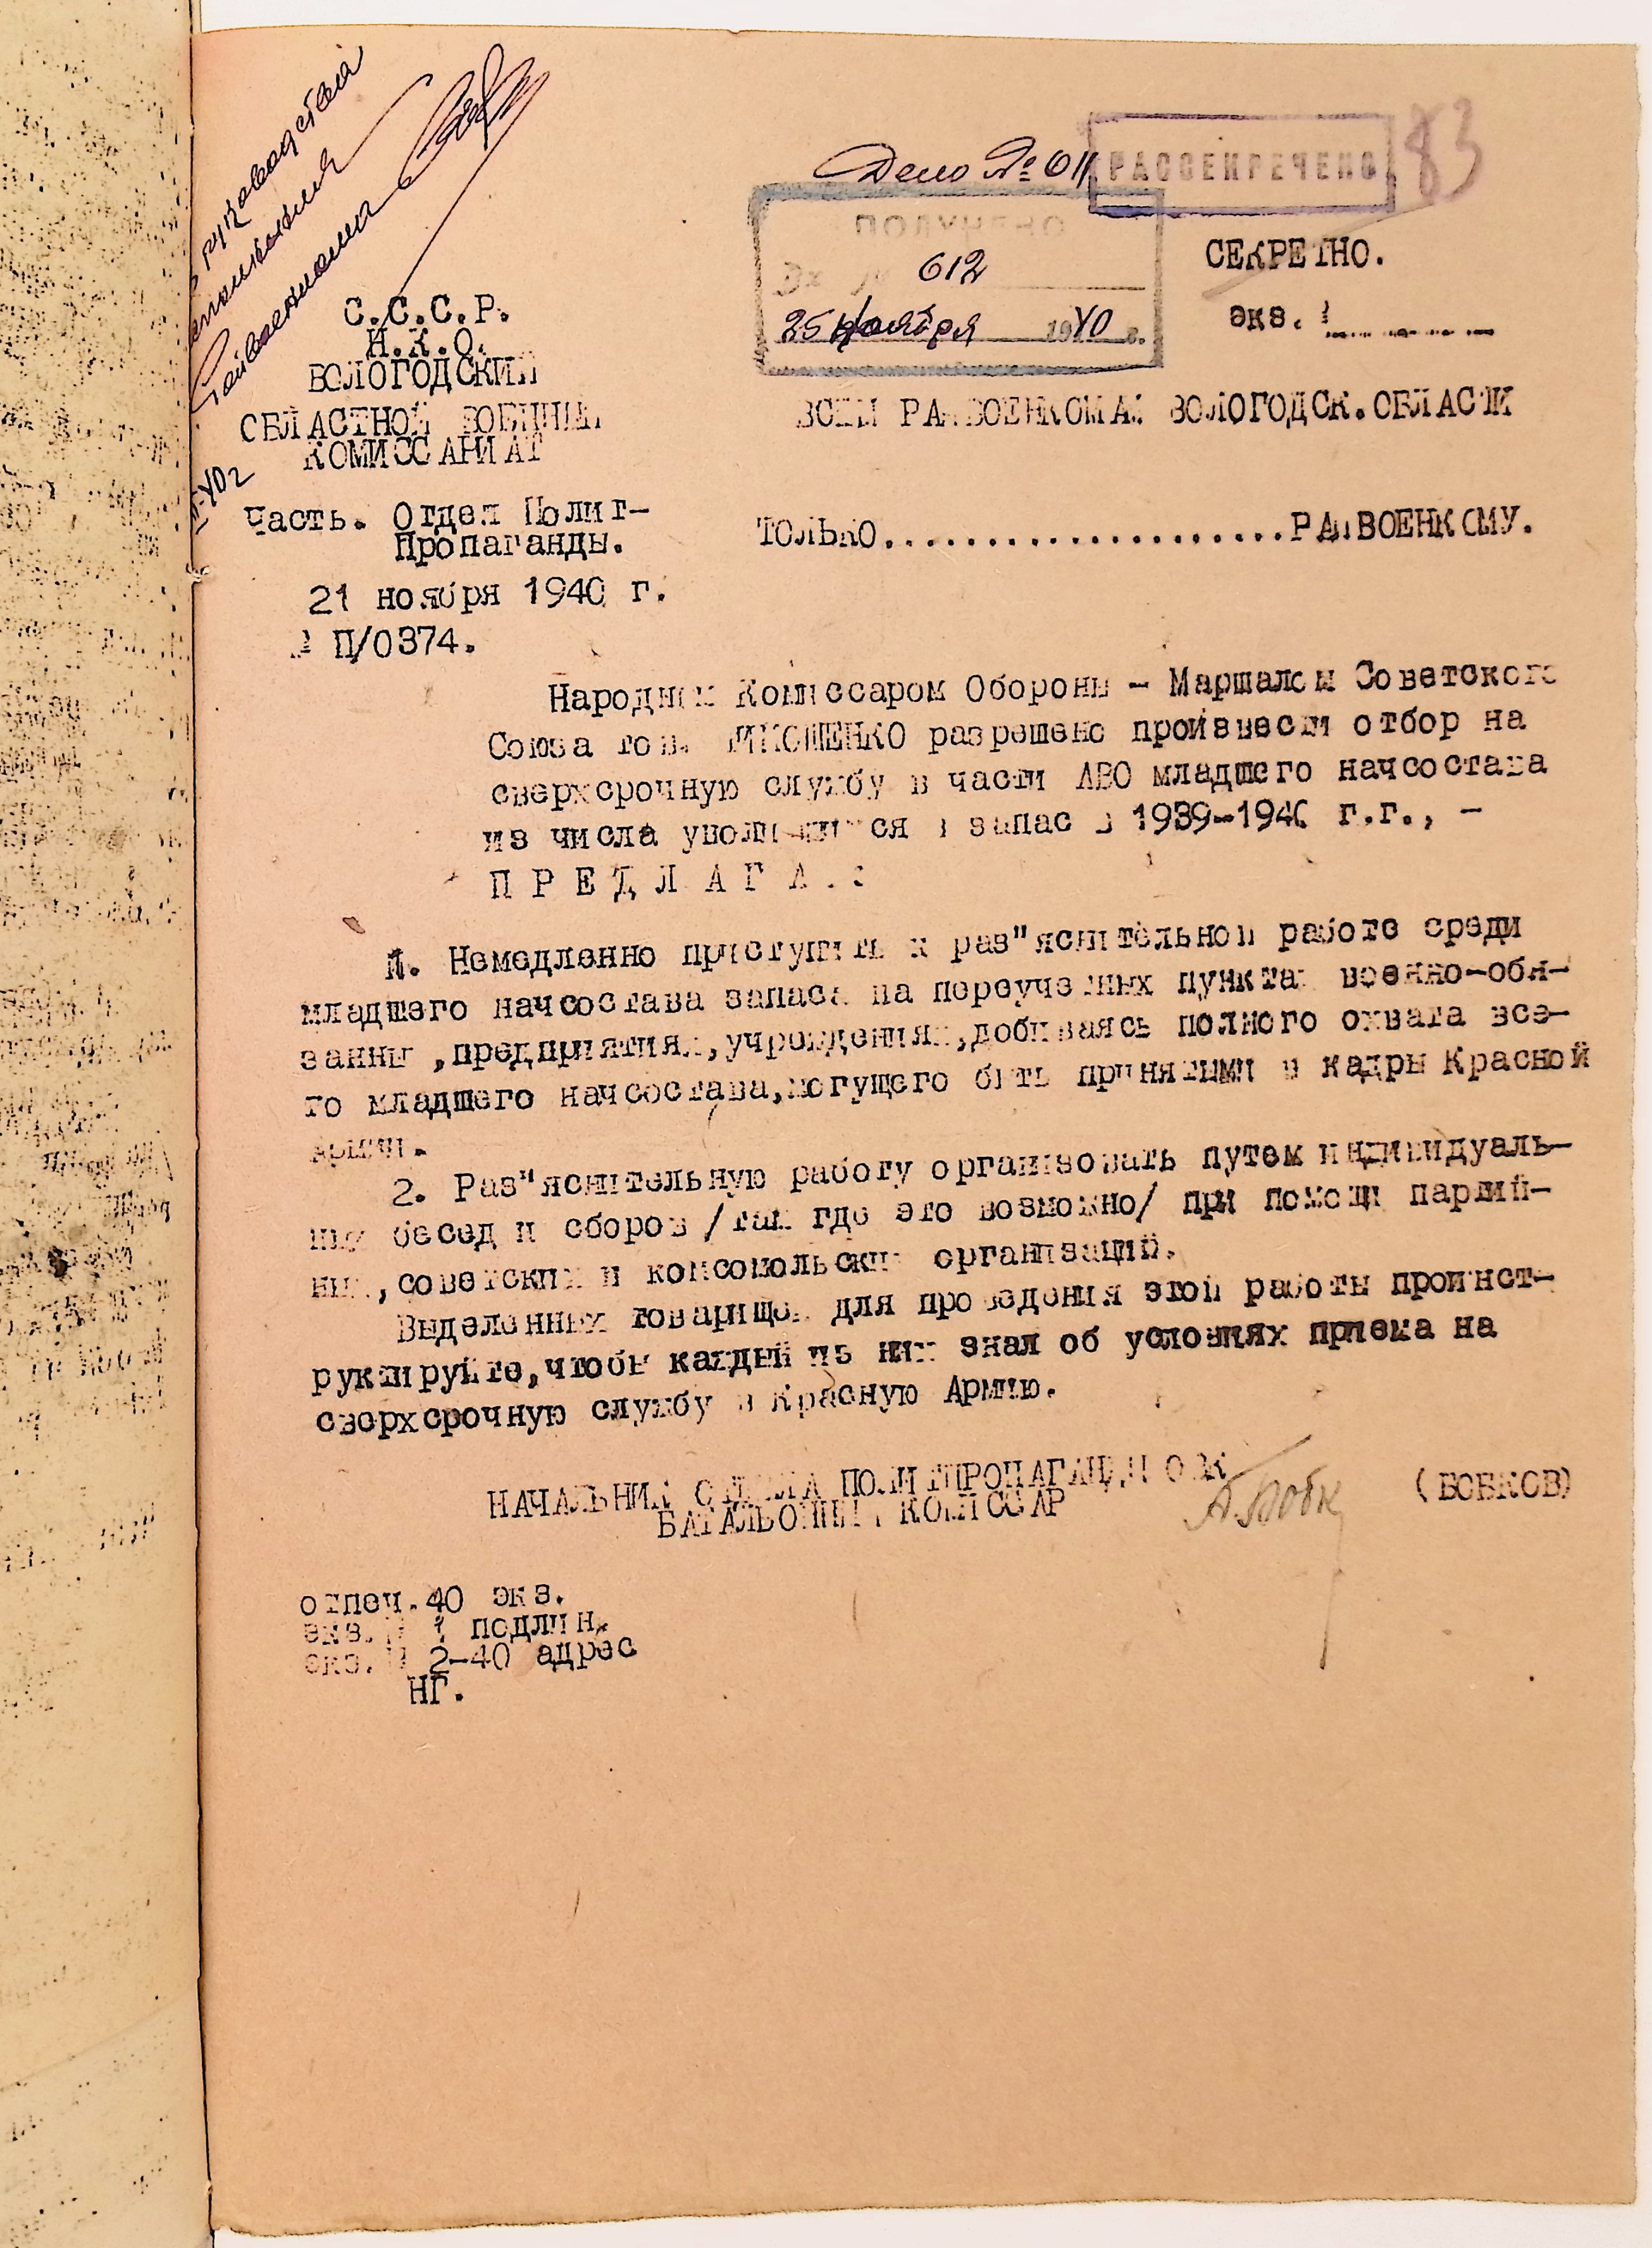 Дело № 011
РАССЕКРЕЧЕНО
83
ПОЛУЧЕНО
Вх № 612
25 ноября 1940 г.
СЕКРЕТНО.
экз. №
С.С.С.Р.
Н.К.О.
ВОЛОГОДСКИЙ
ОБЛАСТНОЙ ВОЕННЫЙ
КОМИССАРИАТ
Часть. Отдел Полит-
Пропаганды.
21 ноября 1940 г.
№ П/0374.
ВСЕМ РАЙВОЕНКОМАМ ВОЛОГОДСК.ОБЛАСТИ
ТОЛЬКО.....................РАЙВОЕНКОМУ.
Народным Комиссаром Обороны - Маршалом Советского
Союза тов. ТИМОШЕНКО разрешено произвести отбор на
сверхсрочную службу в части АВО младшего начсостава
из числа уволившихся в запас в 1939-1940 г.г., -
П Р Е Д Л А Г А Ю :
1. Немедленно приступить к раз"яснительной работе среди
младшего начсостава запаса на переучетных пунктах военно-обя-
занных,предприятиях,учреждениях,добиваясь полного охвата все-
го младшего начсостава,могущего быть принятыми в кадры Красной
Армии.
2. Раз"яснительную работу организовать путем индивидуаль-
ных бесед и сборов /там где это возможно/ при помощи партий-
ных,советских и комсомольских организаций.
Выделенных товарищей для проведения этой работы проинст-
руктируйте,чтобы каждый из них знал об условиях приема на
сверхсрочную службу в Красную Армию.
НАЧАЛЬНИК ОТДЕЛА ПОЛИТПРОПАГАНДЫ ОВК
БАТАЛЬОННЫЙ КОМИССАР
А.Бобк
(БОБКОВ)
отпеч.40 экз.
экз.№ 1 подлин.
экз.№ 2-40 адрес
НГ.